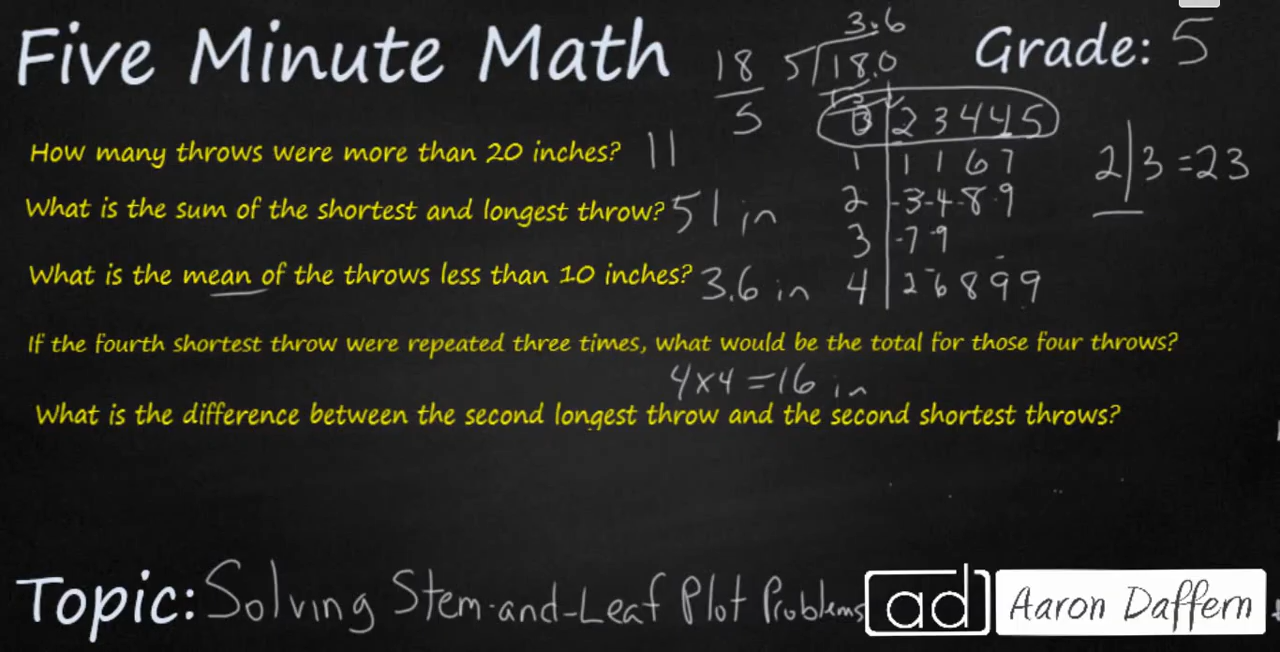 Five Minute Math
Grade: 5
18
5
3.6
5 18.0
0 | 2 3 4 4 5
1 | 1 1 6 7
2 | 3 4 8 9
3 | 7 9
4 | 2 6 8 9 9
2|3 = 23
How many throws were more than 20 inches? 11
What is the sum of the shortest and longest throw? 51 in
What is the mean of the throws less than 10 inches? 3.6 in
If the fourth shortest throw were repeated three times, what would be the total for those four throws?
4x4 = 16 in
What is the difference between the second longest throw and the second shortest throws?
Topic: Solving Stem-and-Leaf Plot Problems
ad Aaron Daffern